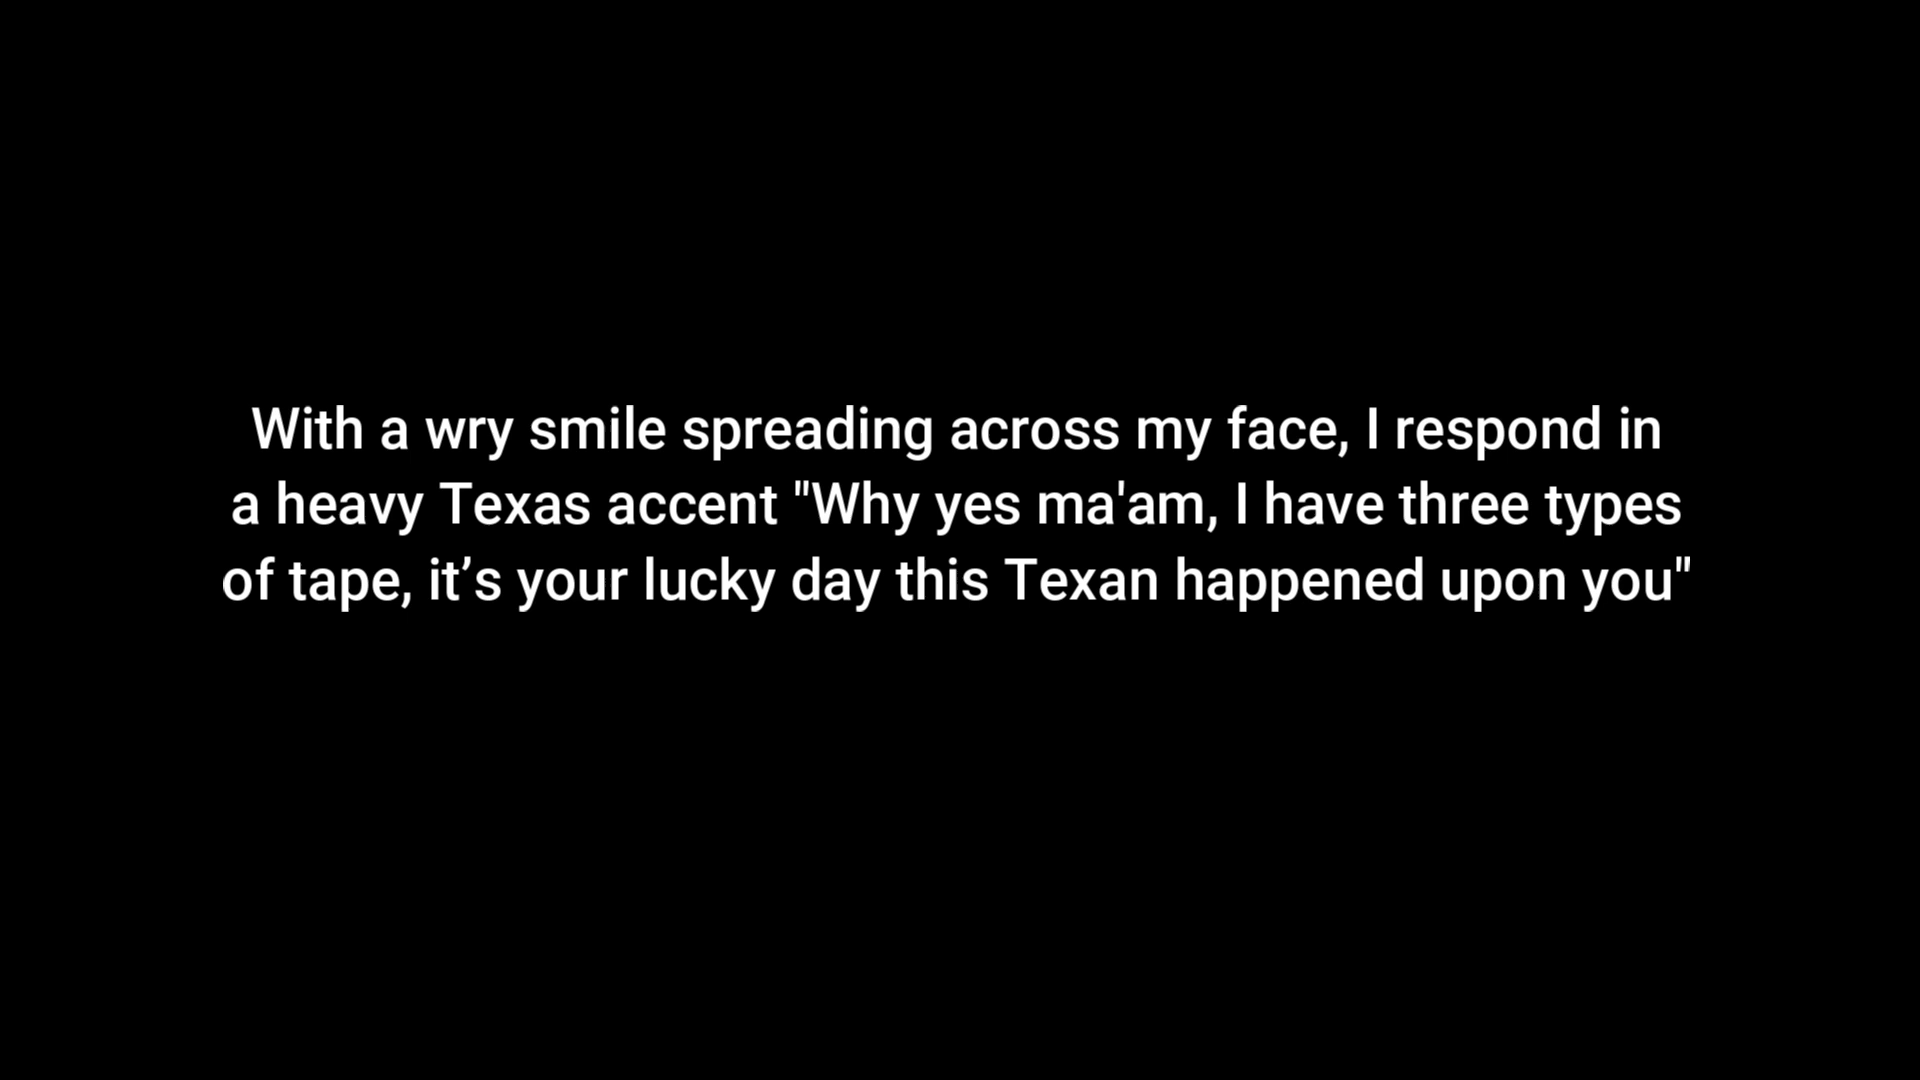 With a wry smile spreading across my face, I respond in
a heavy Texas accent "Why yes ma'am, I have three types
of tape, it’s your lucky day this Texan happened upon you"